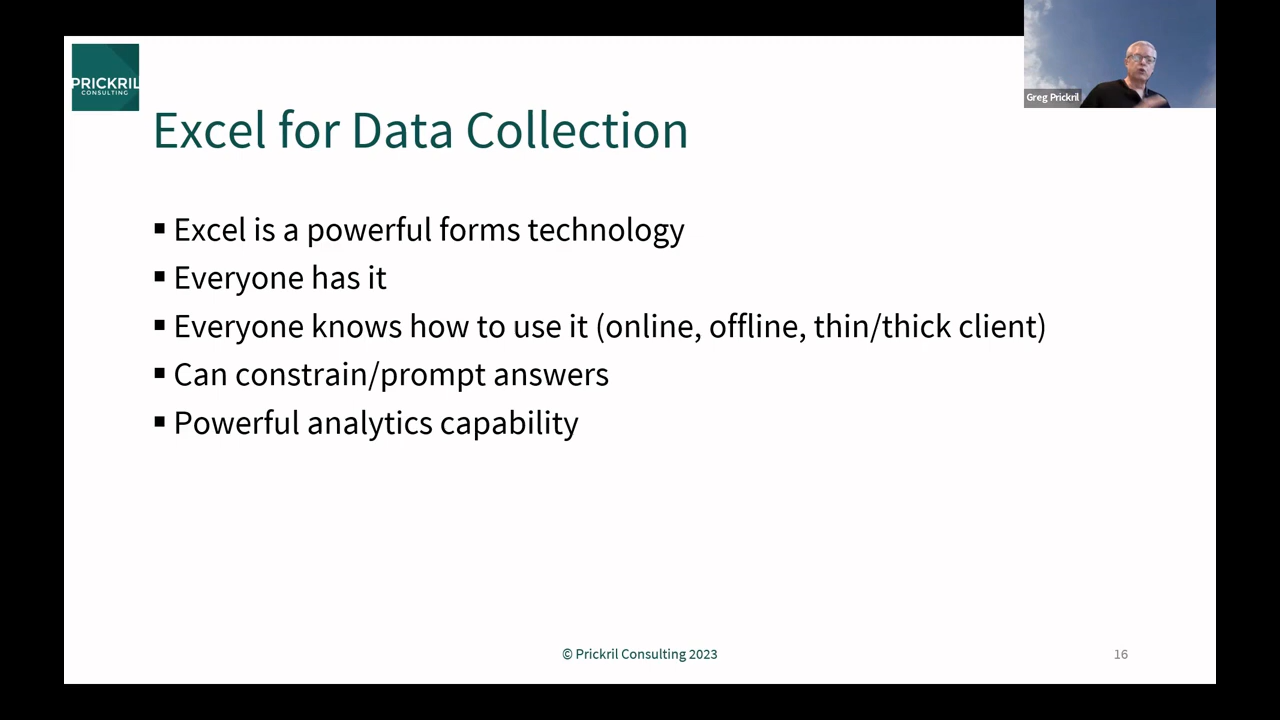 PRICKRIL
CONSULTING
Greg Prickril
Excel for Data Collection
▪ Excel is a powerful forms technology
▪ Everyone has it
▪ Everyone knows how to use it (online, offline, thin/thick client)
▪ Can constrain/prompt answers
▪ Powerful analytics capability
© Prickril Consulting 2023
16